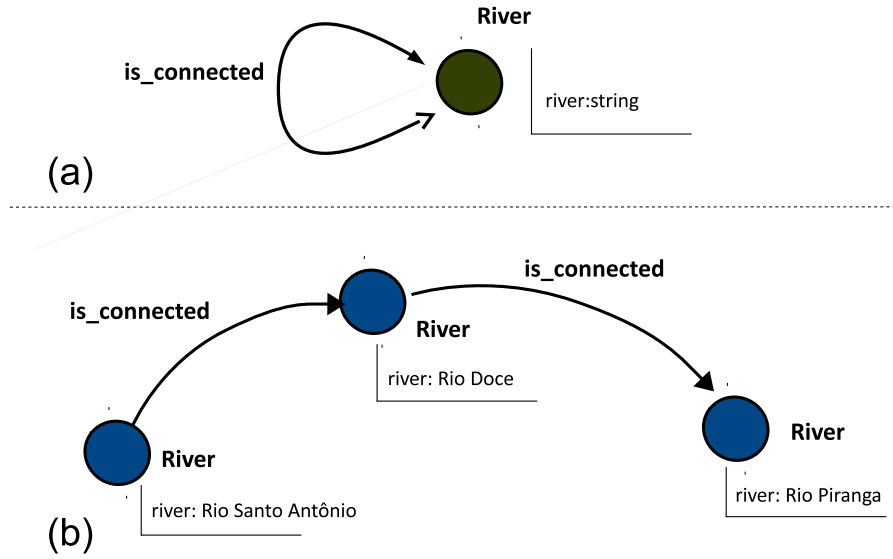 River
is_connected
river:string
(a)
is_connected
is_connected
River
river: Rio Doce
River
River
river: Rio Santo Antônio
river: Rio Piranga
(b)